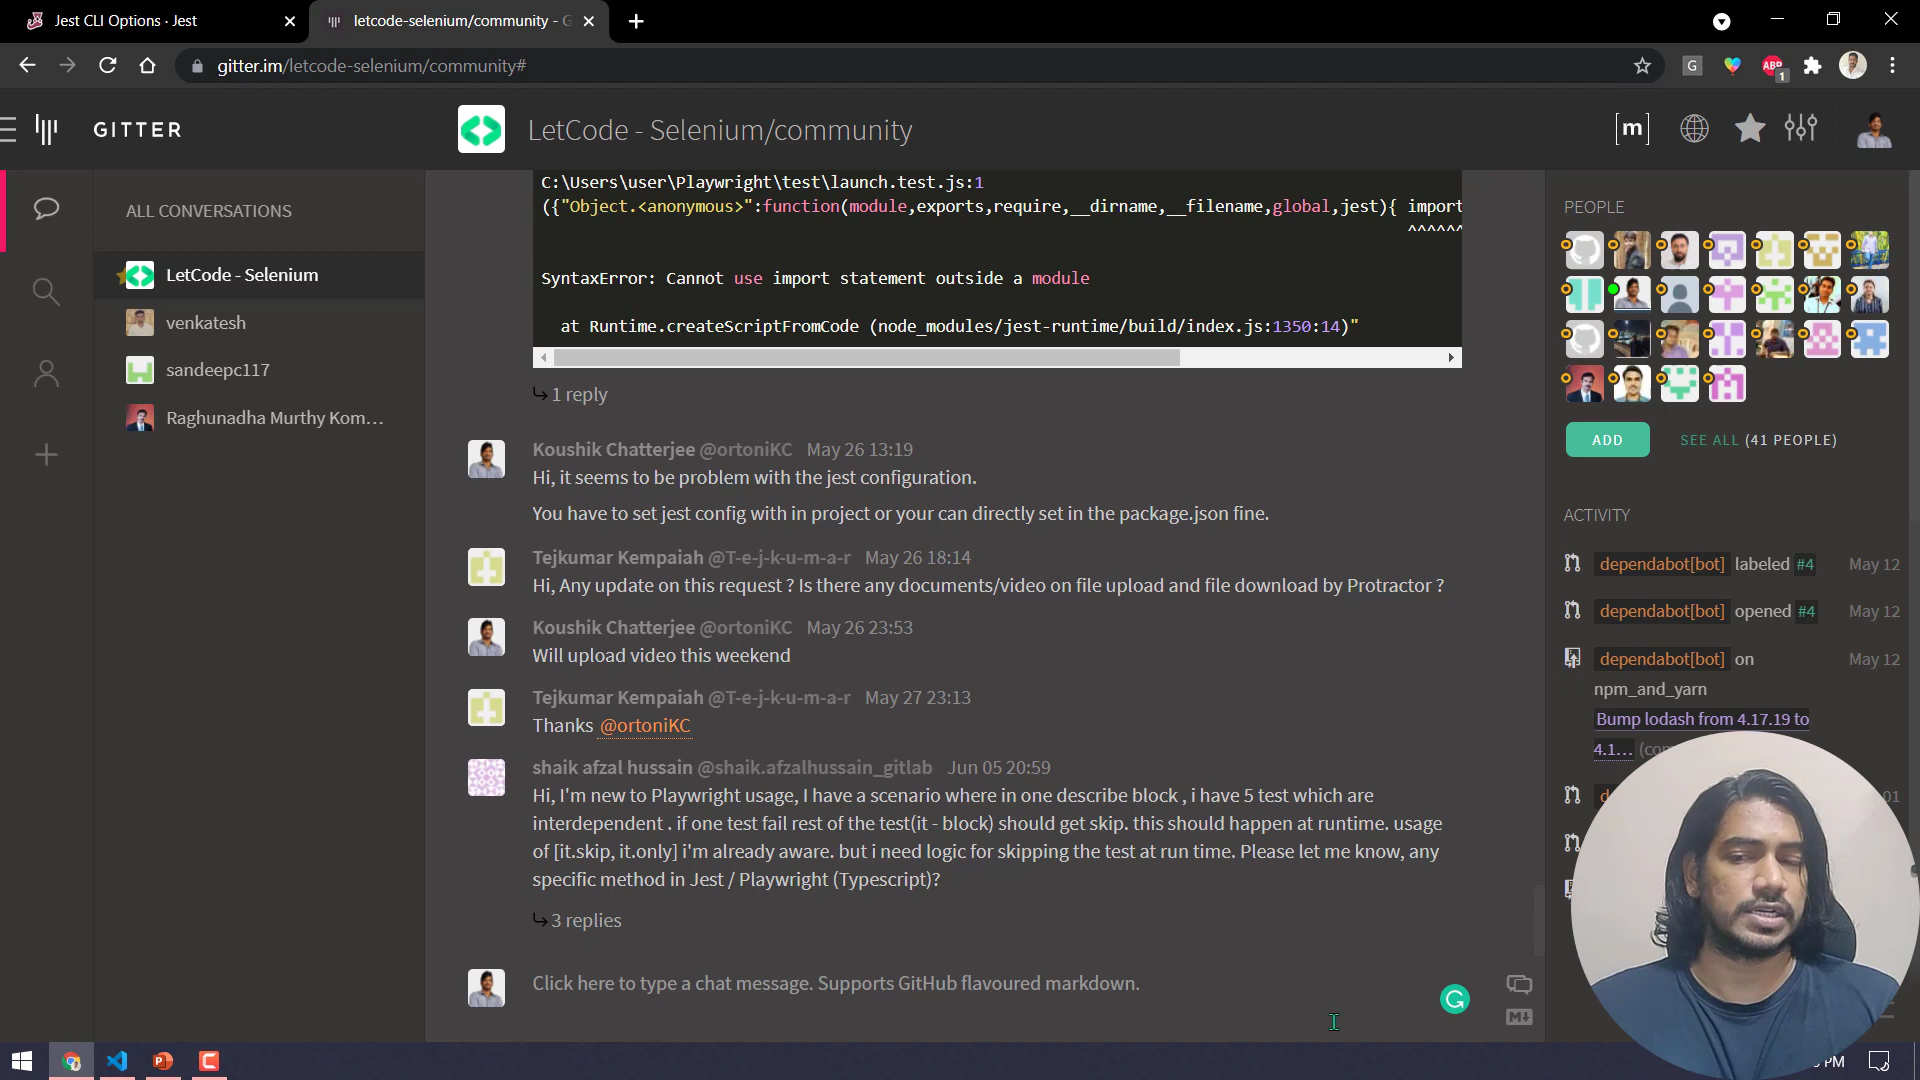 Jest CLI Options · Jest
letcode-selenium/community - G
gitter.im/letcode-selenium/community#
G
ABP
1
GITTER
LetCode - Selenium/community
[m]
ALL CONVERSATIONS
LetCode - Selenium
venkatesh
sandeepc117
Raghunadha Murthy Kom...
C:\Users\user\Playwright\test\launch.test.js:1
({"Object.<anonymous>":function(module,exports,require,__dirname,__filename,global,jest){ import
^^^^^^
SyntaxError: Cannot use import statement outside a module
at Runtime.createScriptFromCode (node_modules/jest-runtime/build/index.js:1350:14)"
1 reply
Koushik Chatterjee @ortoniKC May 26 13:19
Hi, it seems to be problem with the jest configuration.
You have to set jest config with in project or your can directly set in the package.json fine.
Tejkumar Kempaiah @T-e-j-k-u-m-a-r May 26 18:14
Hi, Any update on this request ? Is there any documents/video on file upload and file download by Protractor ?
Koushik Chatterjee @ortoniKC May 26 23:53
Will upload video this weekend
Tejkumar Kempaiah @T-e-j-k-u-m-a-r May 27 23:13
Thanks @ortoniKC
shaik afzal hussain @shaik.afzalhussain_gitlab Jun 05 20:59
Hi, I'm new to Playwright usage, I have a scenario where in one describe block , i have 5 test which are
interdependent . if one test fail rest of the test(it - block) should get skip. this should happen at runtime. usage
of [it.skip, it.only] i'm already aware. but i need logic for skipping the test at run time. Please let me know, any
specific method in Jest / Playwright (Typescript)?
3 replies
Click here to type a chat message. Supports GitHub flavoured markdown.
PEOPLE
ADD
SEE ALL (41 PEOPLE)
ACTIVITY
dependabot[bot] labeled #4 May 12
dependabot[bot] opened #4 May 12
dependabot[bot] on May 12
npm_and_yarn
Bump lodash from 4.17.19 to
4.1... (co
d 01
PM